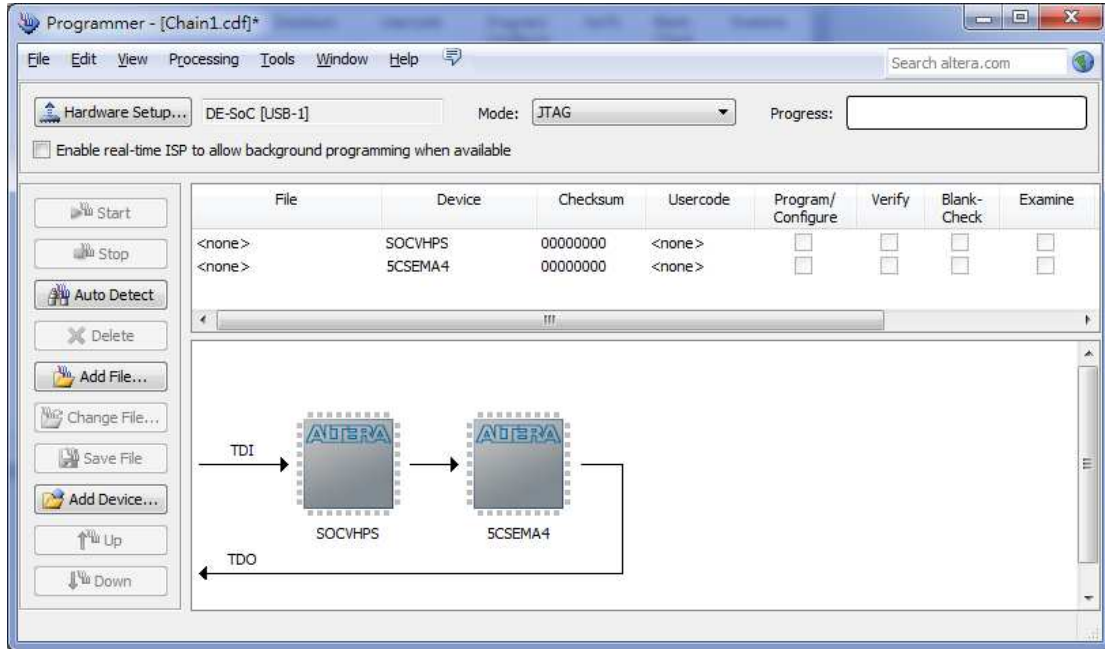 Programmer - [Chain1.cdf]*
File Edit View Processing Tools Window Help
Search altera.com
Hardware Setup... DE-SoC [USB-1] Mode: JTAG Progress:
Enable real-time ISP to allow background programming when available
Start
Stop
Auto Detect
Delete
Add File...
Change File...
Save File
Add Device...
Up
Down
File Device Checksum Usercode Program/ Configure Verify Blank- Check Examine
<none> SOCVHPS 00000000 <none>
<none> 5CSEMA4 00000000 <none>
TDI
ALTERA ALTERA
SOCVHPS 5CSEMA4
TDO